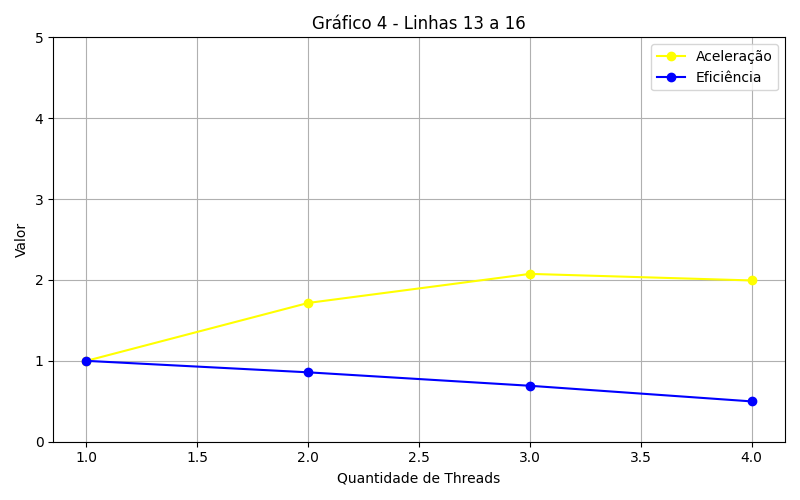 Gráfico 4 - Linhas 13 a 16
Aceleração
Eficiência
Valor
5
4
3
2
1
0
1.0 1.5 2.0 2.5 3.0 3.5 4.0
Quantidade de Threads